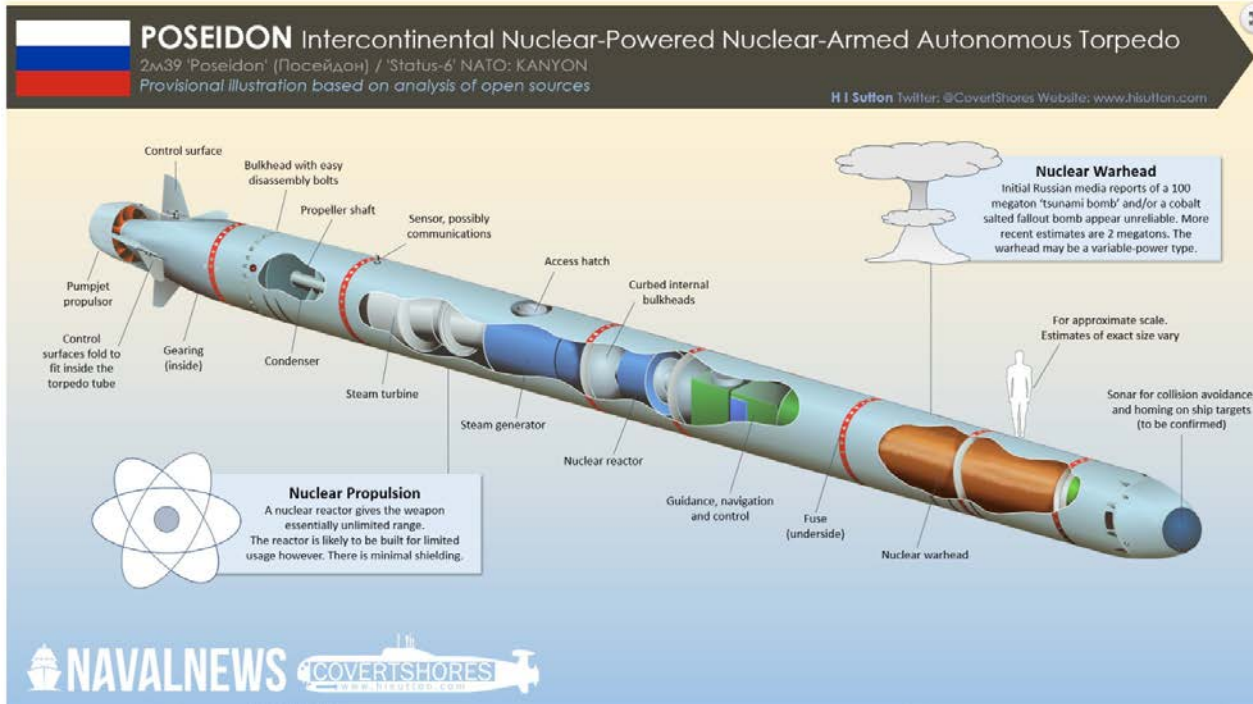 POSEIDON Intercontinental Nuclear-Powered Nuclear-Armed Autonomous Torpedo
2м39 'Poseidon' (Посейдон) / 'Status-6' NATO: KANYON
Provisional illustration based on analysis of open sources
H I Sutton Twitter: @CovertShores Website: www.hisutton.com
Control surface
Bulkhead with easy
disassembly bolts
Propeller shaft
Sensor, possibly
communications
Access hatch
Curbed internal
bulkheads
Nuclear Warhead
Initial Russian media reports of a 100
megaton 'tsunami bomb' and/or a cobalt
salted fallout bomb appear unreliable. More
recent estimates are 2 megatons. The
warhead may be a variable-power type.
For approximate scale.
Estimates of exact size vary
Sonar for collision avoidance
and homing on ship targets
(to be confirmed)
Pumpjet
propulsor
Control
surfaces fold to
fit inside the
torpedo tube
Gearing
(inside)
Condenser
Steam turbine
Steam generator
Nuclear reactor
Guidance, navigation
and control
Fuse
(underside)
Nuclear warhead
Nuclear Propulsion
A nuclear reactor gives the weapon
essentially unlimited range.
The reactor is likely to be built for limited
usage however. There is minimal shielding.
NAVALNEWS
COVERTSHORES
www.hisutton.com